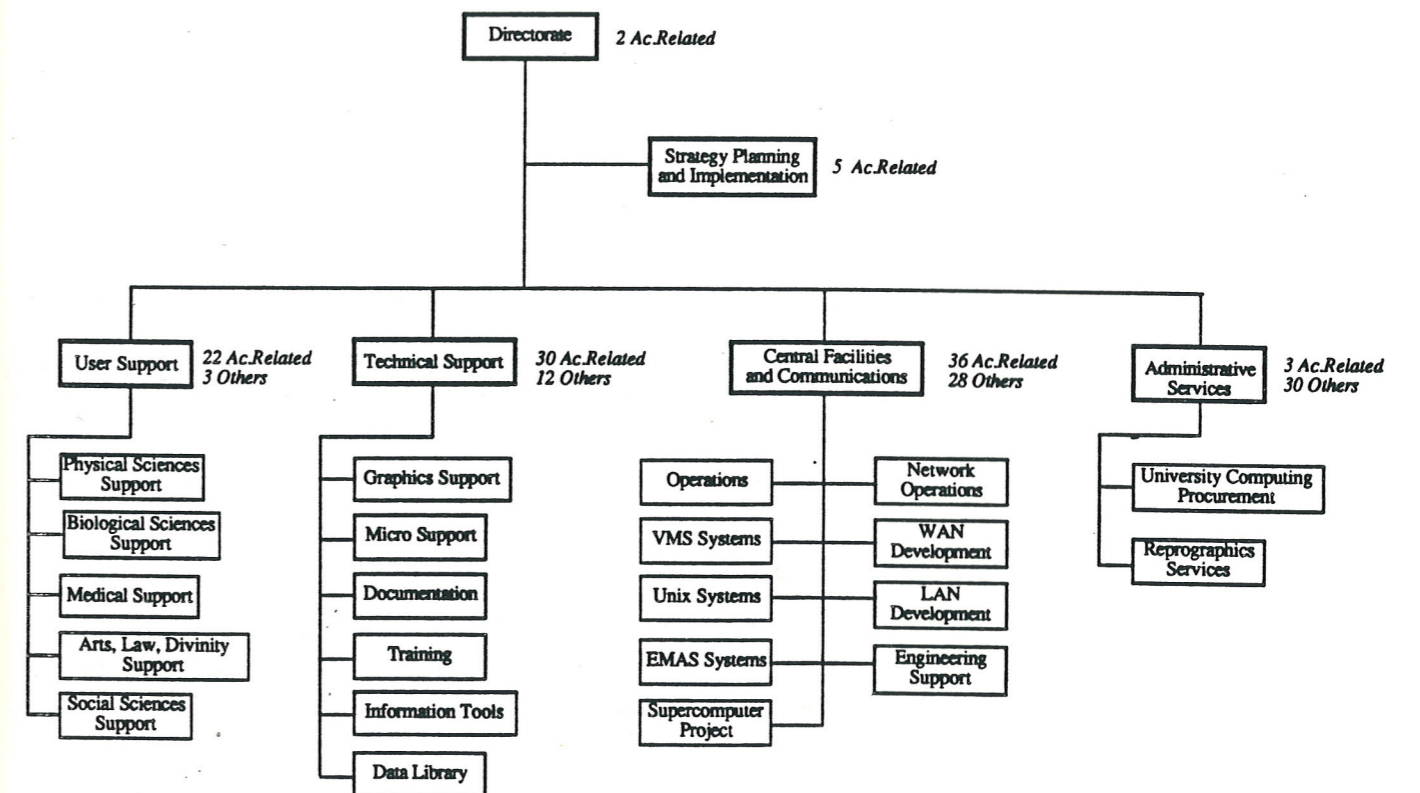 Directorate
2 Ac.Related
Strategy Planning
and Implementation
5 Ac.Related
User Support
22 Ac.Related
3 Others
Technical Support
30 Ac.Related
12 Others
Central Facilities
and Communications
36 Ac.Related
28 Others
Administrative
Services
3 Ac.Related
30 Others
Physical Sciences
Support
Biological Sciences
Support
Medical Support
Arts, Law, Divinity
Support
Social Sciences
Support
Graphics Support
Micro Support
Documentation
Training
Information Tools
Data Library
Operations
VMS Systems
Unix Systems
EMAS Systems
Supercomputer
Project
Network
Operations
WAN
Development
LAN
Development
Engineering
Support
University Computing
Procurement
Reprographics
Services